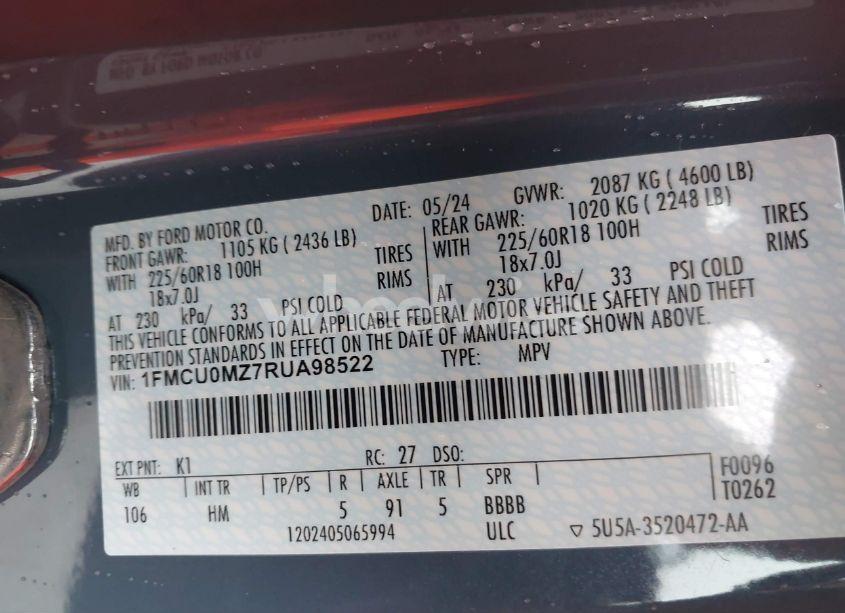 MFD. BY FORD MOTOR CO.
DATE: 05/24
GVWR: 2087 KG ( 4600 LB)
FRONT GAWR: 1105 KG ( 2436 LB)
REAR GAWR: 1020 KG ( 2248 LB)
WITH 225/60R18 100H TIRES
WITH 225/60R18 100H TIRES
18x7.0J RIMS
18x7.0J RIMS
AT 230 kPa/ 33 PSI COLD
AT 230 kPa/ 33 PSI COLD
THIS VEHICLE CONFORMS TO ALL APPLICABLE FEDERAL MOTOR VEHICLE SAFETY AND THEFT
PREVENTION STANDARDS IN EFFECT ON THE DATE OF MANUFACTURE SHOWN ABOVE.
VIN: 1FMCU0MZ7RUA98522 TYPE: MPV
EXT PNT: K1 RC: 27 DSO:
WB INT TR TP/PS R AXLE TR SPR
106 HM 5 91 5 BBBB
F0096
T0262
1202405065994 ULC ▽ 5U5A-3520472-AA